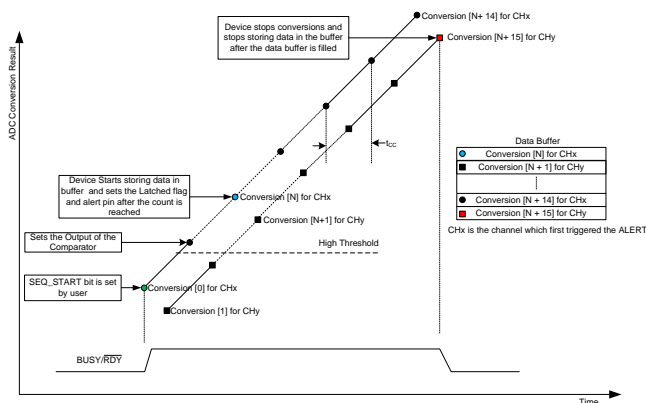 Conversion [N+ 14] for CHx
Device stops conversions and
stops storing data in the buffer
after the data buffer is filled
Conversion [N+ 15] for CHy
ADC Conversion Result
tCC
Data Buffer
Conversion [N] for CHx
Conversion [N + 1] for CHy
Conversion [N + 14] for CHx
Conversion [N + 15] for CHy
CHx is the channel which first triggered the ALERT
Device Starts storing data in
buffer and sets the Latched flag
and alert pin after the count is
reached
Conversion [N] for CHx
Conversion [N+1] for CHy
Sets the Output of the
Comparator
High Threshold
SEQ_START bit is set
by user
Conversion [0] for CHx
Conversion [1] for CHy
BUSY/RDY
Time